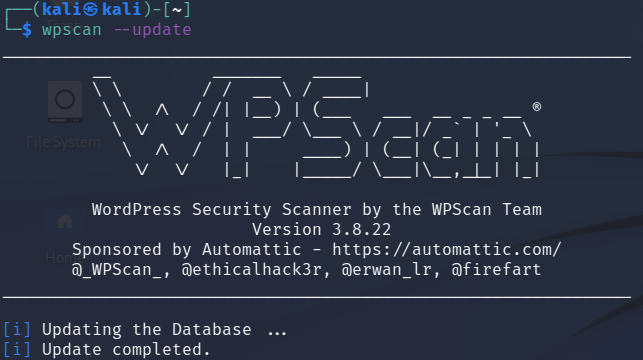 ┌──(kali㉿kali)-[~]
└─$ wpscan --update
WPScan ®
WordPress Security Scanner by the WPScan Team
Version 3.8.22
Sponsored by Automattic - https://automattic.com/
@_WPScan_, @ethicalhack3r, @erwan_lr, @firefart
[i] Updating the Database ...
[i] Update completed.
File System
Home